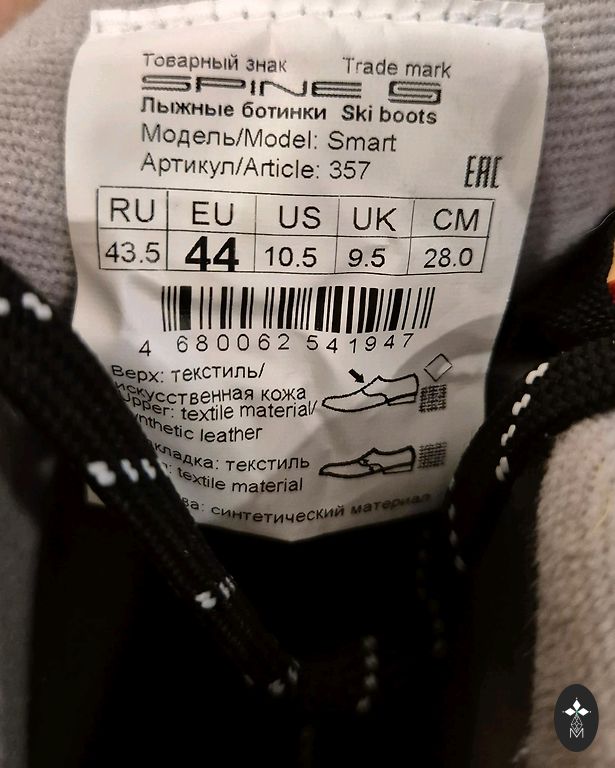 Товарный знак Trade mark
SPINE S
Лыжные ботинки Ski boots
Модель/Model: Smart
Артикул/Article: 357
EAC
RU EU US UK CM
43.5 44 10.5 9.5 28.0
4 680062 541947
Верх: текстиль/
искусственная кожа
upper: textile material/
synthetic leather
текстиль
textile material
синтетический материал
M